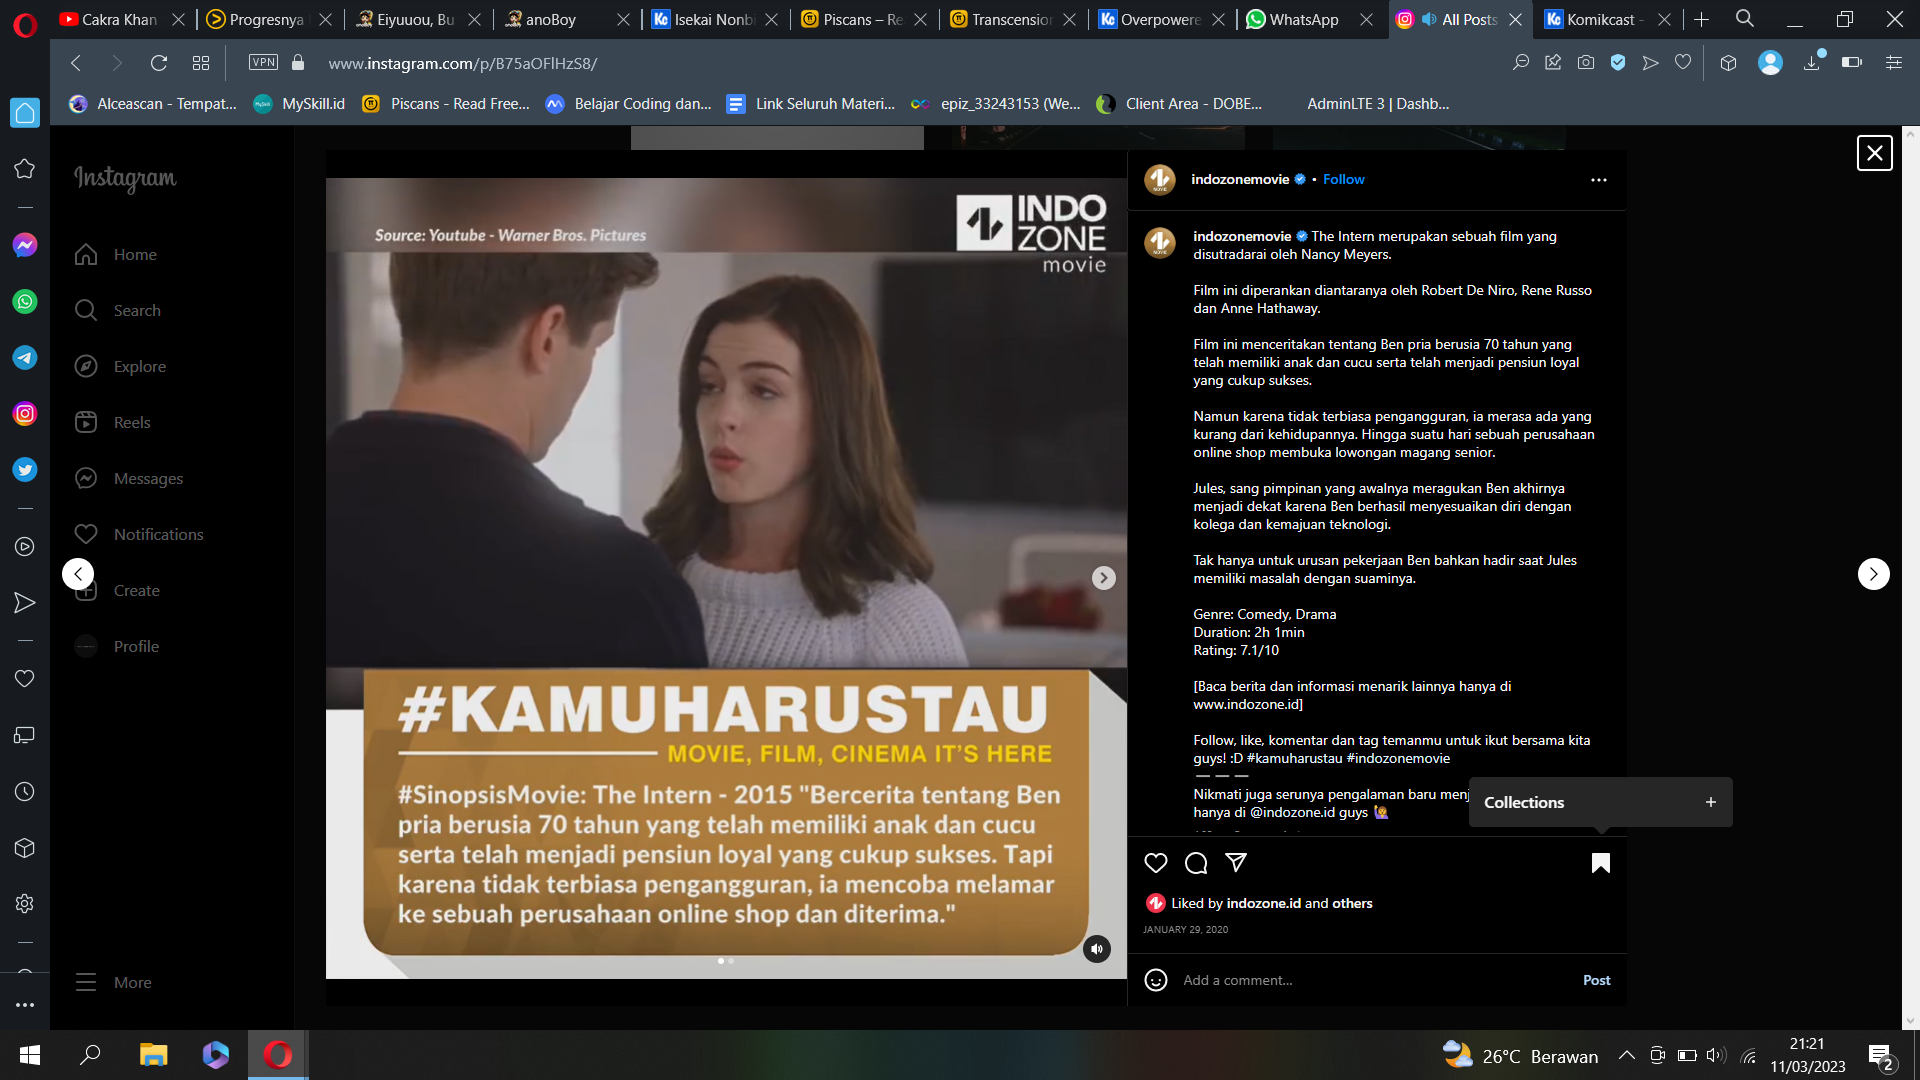 Cakra Khan
Progresnya
Eiyuuou, Bu
anoBoy
Isekai Nonb
Piscans – Re
Transcension
Overpowere
WhatsApp
All Posts
Komikcast -
VPN
www.instagram.com/p/B75aOFlHzS8/
Alceascan - Tempat...
MySkill.id
Piscans - Read Free...
Belajar Coding dan...
Link Seluruh Materi...
epiz_33243153 (We...
Client Area - DOBE...
AdminLTE 3 | Dashb...
Instagram
Home
Search
Explore
Reels
Messages
Notifications
Create
Profile
More
Source: Youtube - Warner Bros. Pictures
INDO
ZONE
movie
#KAMUHARUSTAU
MOVIE, FILM, CINEMA IT'S HERE
#SinopsisMovie: The Intern - 2015 "Bercerita tentang Ben
pria berusia 70 tahun yang telah memiliki anak dan cucu
serta telah menjadi pensiun loyal yang cukup sukses. Tapi
karena tidak terbiasa pengangguran, ia mencoba melamar
ke sebuah perusahaan online shop dan diterima."
indozonemovie • Follow
indozonemovie The Intern merupakan sebuah film yang
disutradarai oleh Nancy Meyers.
Film ini diperankan diantaranya oleh Robert De Niro, Rene Russo
dan Anne Hathaway.
Film ini menceritakan tentang Ben pria berusia 70 tahun yang
telah memiliki anak dan cucu serta telah menjadi pensiun loyal
yang cukup sukses.
Namun karena tidak terbiasa pengangguran, ia merasa ada yang
kurang dari kehidupannya. Hingga suatu hari sebuah perusahaan
online shop membuka lowongan magang senior.
Jules, sang pimpinan yang awalnya meragukan Ben akhirnya
menjadi dekat karena Ben berhasil menyesuaikan diri dengan
kolega dan kemajuan teknologi.
Tak hanya untuk urusan pekerjaan Ben bahkan hadir saat Jules
memiliki masalah dengan suaminya.
Genre: Comedy, Drama
Duration: 2h 1min
Rating: 7.1/10
[Baca berita dan informasi menarik lainnya hanya di
www.indozone.id]
Follow, like, komentar dan tag temanmu untuk ikut bersama kita
guys! :D #kamuharustau #indozonemovie
— — —
Nikmati juga serunya pengalaman baru menj
hanya di @indozone.id guys 🙋
Collections +
Liked by indozone.id and others
JANUARY 29, 2020
Add a comment...
Post
26°C Berawan
21:21
11/03/2023
2